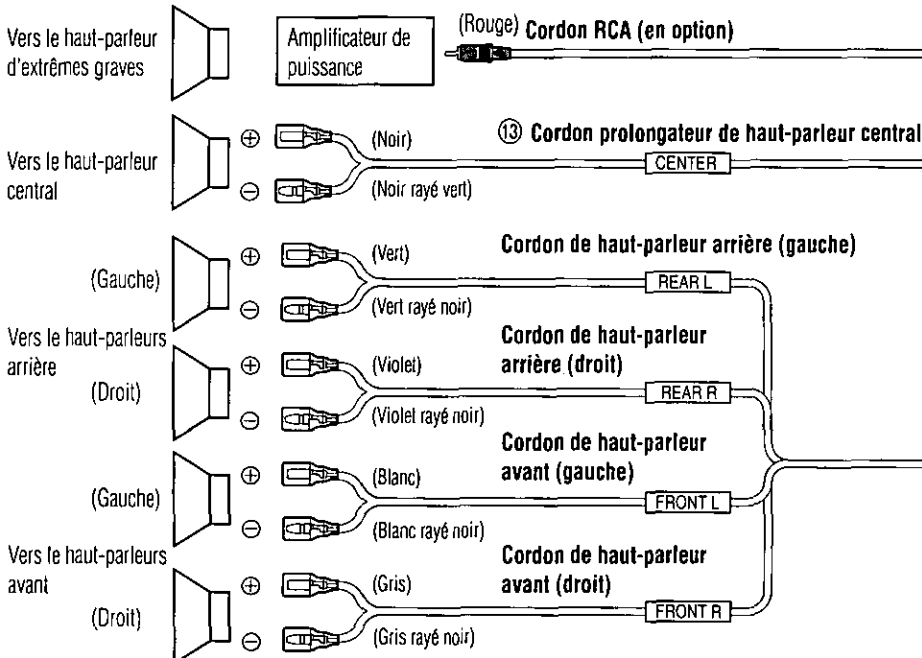 Vers le haut-parleur
d'extrêmes graves
Amplificateur de
puissance
(Rouge)
Cordon RCA (en option)
Vers le haut-parleur
central
⊕
⊖
(Noir)
(Noir rayé vert)
⑬ Cordon prolongateur de haut-parleur central
CENTER
Vers le haut-parleurs
arrière
(Gauche)
⊕
⊖
(Vert)
(Vert rayé noir)
Cordon de haut-parleur arrière (gauche)
REAR L
(Droit)
⊕
⊖
(Violet)
(Violet rayé noir)
Cordon de haut-parleur
arrière (droit)
REAR R
Vers le haut-parleurs
avant
(Gauche)
⊕
⊖
(Blanc)
(Blanc rayé noir)
Cordon de haut-parleur
avant (gauche)
FRONT L
(Droit)
⊕
⊖
(Gris)
(Gris rayé noir)
Cordon de haut-parleur
avant (droit)
FRONT R